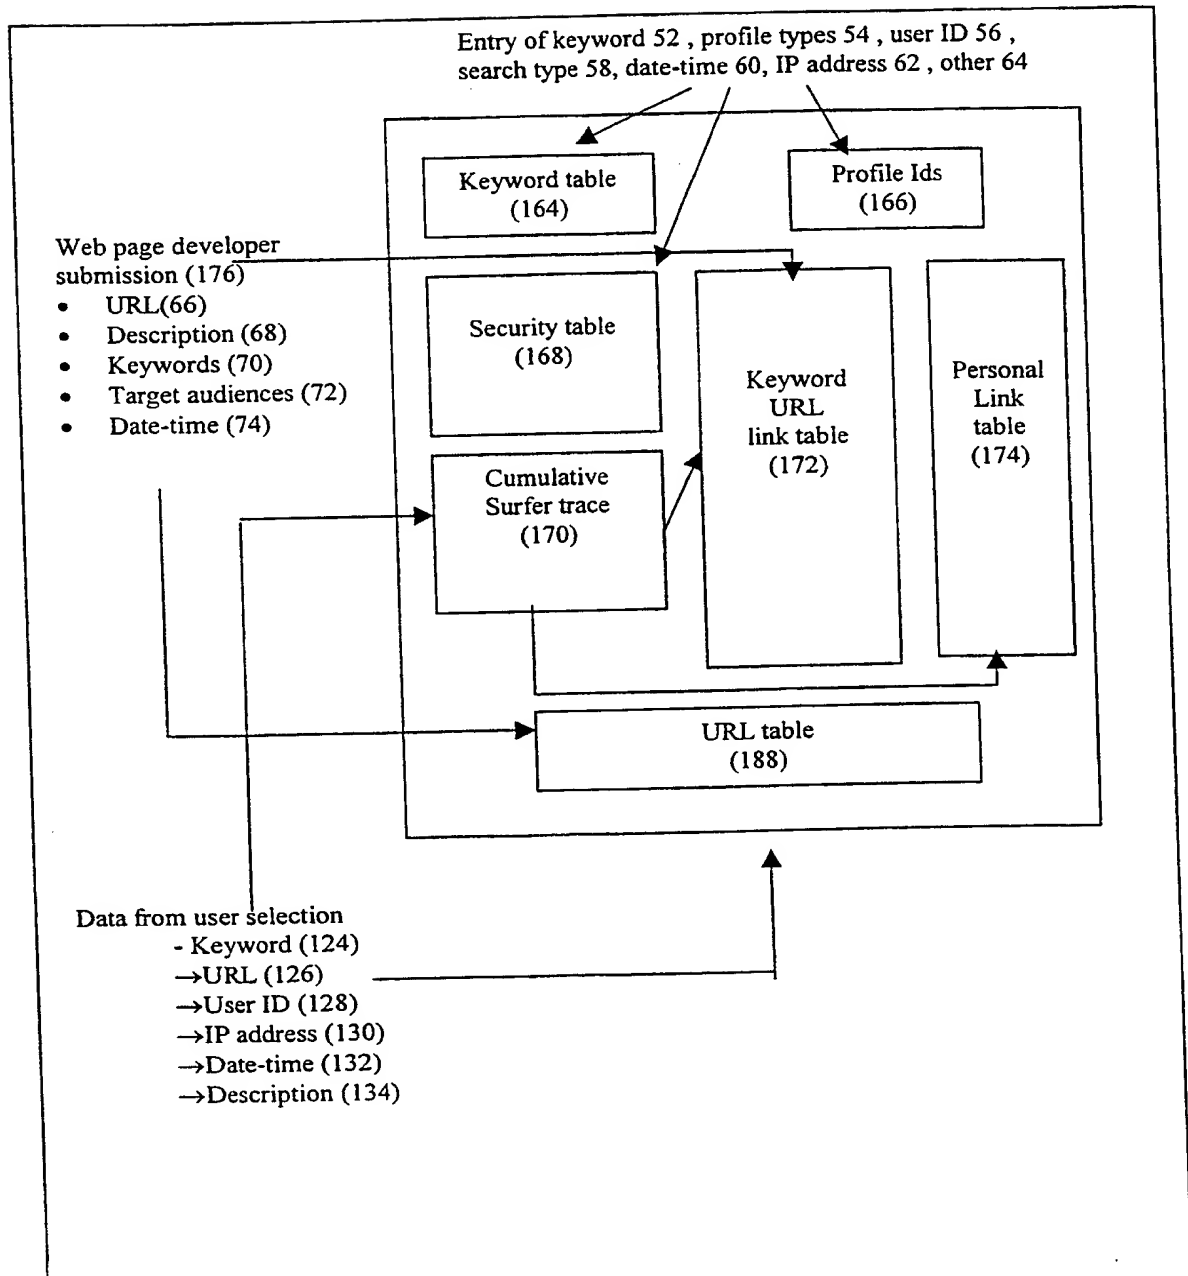 Entry of keyword 52 , profile types 54 , user ID 56 ,
search type 58, date-time 60, IP address 62 , other 64
Keyword table
(164)
Profile Ids
(166)
Web page developer
submission (176)
• URL(66)
• Description (68)
• Keywords (70)
• Target audiences (72)
• Date-time (74)
Security table
(168)
Keyword
URL
link table
(172)
Personal
Link
table
(174)
Cumulative
Surfer trace
(170)
URL table
(188)
Data from user selection
- Keyword (124)
→URL (126)
→User ID (128)
→IP address (130)
→Date-time (132)
→Description (134)